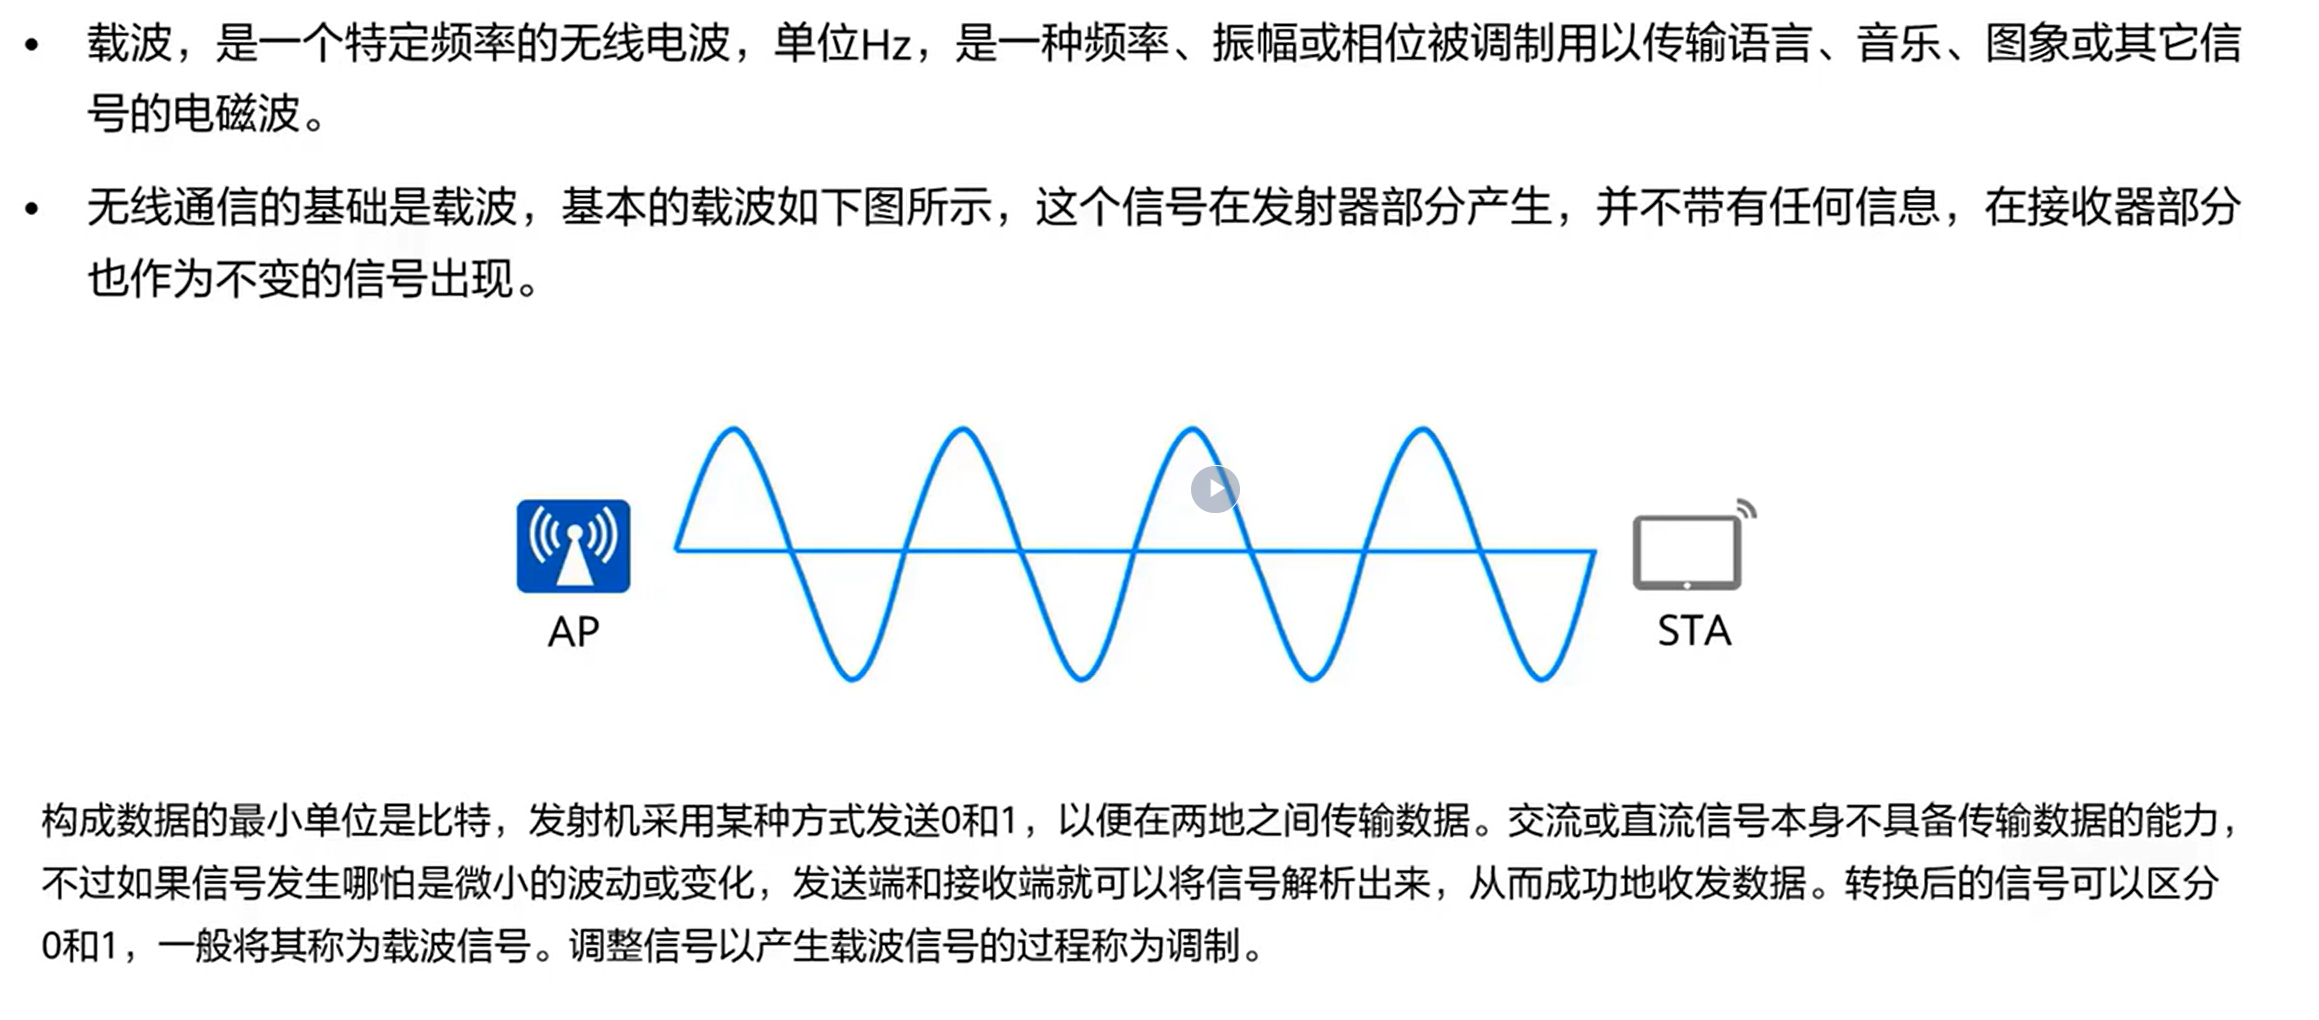 • 载波，是一个特定频率的无线电波，单位Hz，是一种频率、振幅或相位被调制用以传输语言、音乐、图象或其它信
号的电磁波。
• 无线通信的基础是载波，基本的载波如下图所示，这个信号在发射器部分产生，并不带有任何信息，在接收器部分
也作为不变的信号出现。
AP
STA
构成数据的最小单位是比特，发射机采用某种方式发送0和1，以便在两地之间传输数据。交流或直流信号本身不具备传输数据的能力，
不过如果信号发生哪怕是微小的波动或变化，发送端和接收端就可以将信号解析出来，从而成功地收发数据。转换后的信号可以区分
0和1，一般将其称为载波信号。调整信号以产生载波信号的过程称为调制。